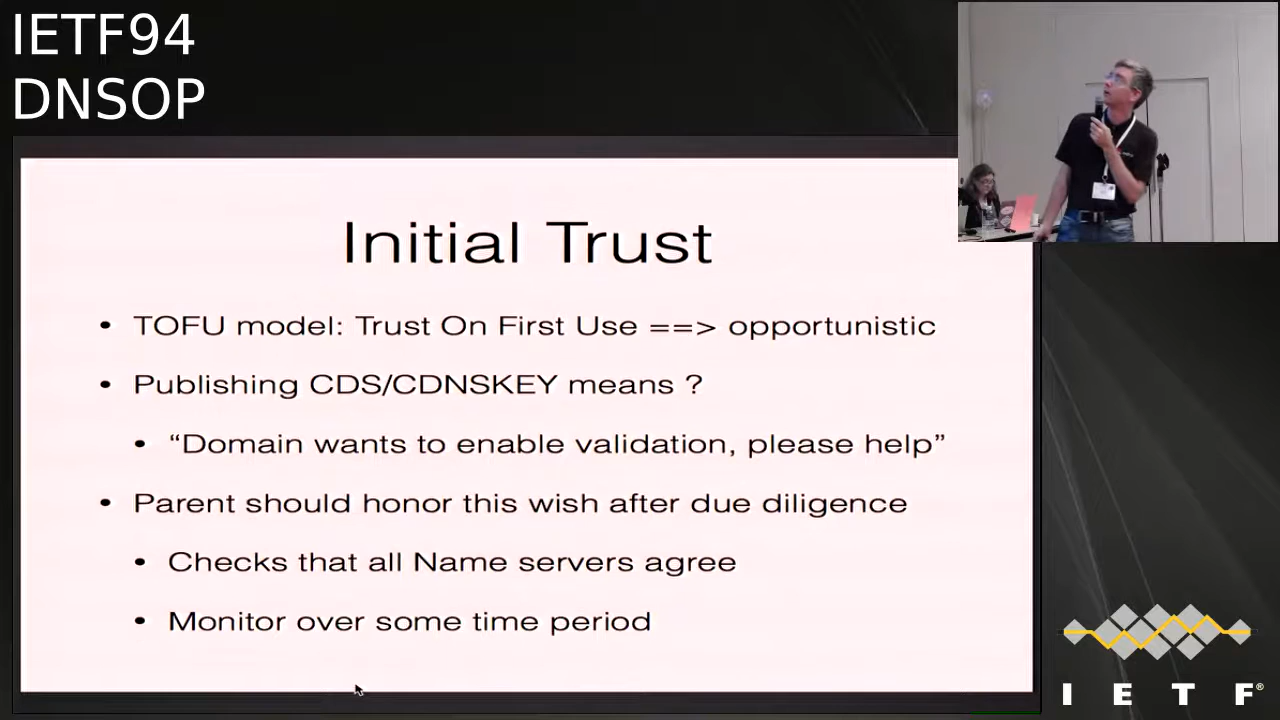 IETF94
DNSOP
Initial Trust
• TOFU model: Trust On First Use ==> opportunistic
• Publishing CDS/CDNSKEY means ?
• “Domain wants to enable validation, please help”
• Parent should honor this wish after due diligence
• Checks that all Name servers agree
• Monitor over some time period
I E T F®